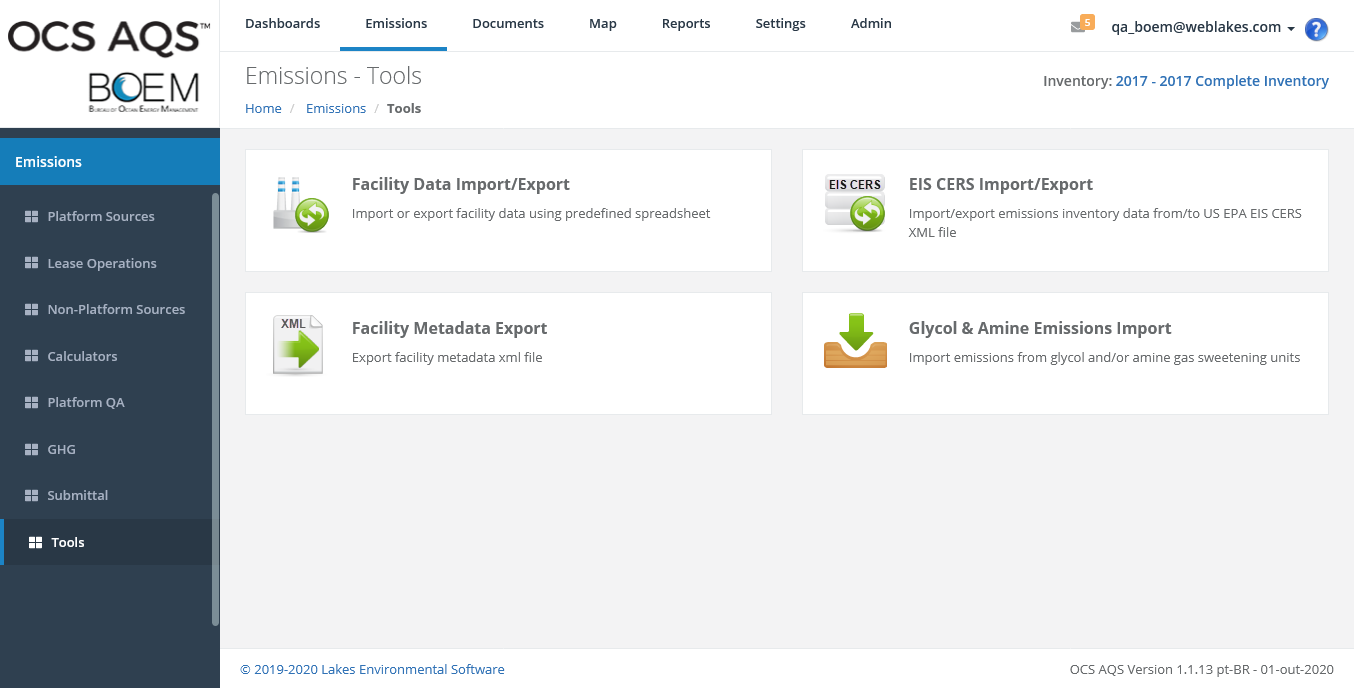 OCS AQS™
BOEM
BUREAU OF OCEAN ENERGY MANAGEMENT
Dashboards Emissions Documents Map Reports Settings Admin
5 qa_boem@weblakes.com ?
Emissions - Tools
Inventory: 2017 - 2017 Complete Inventory
Home / Emissions / Tools
Emissions
Platform Sources
Lease Operations
Non-Platform Sources
Calculators
Platform QA
GHG
Submittal
Tools
Facility Data Import/Export
Import or export facility data using predefined spreadsheet
EIS CERS
EIS CERS Import/Export
Import/export emissions inventory data from/to US EPA EIS CERS
XML file
XML
Facility Metadata Export
Export facility metadata xml file
Glycol & Amine Emissions Import
Import emissions from glycol and/or amine gas sweetening units
© 2019-2020 Lakes Environmental Software
OCS AQS Version 1.1.13 pt-BR - 01-out-2020